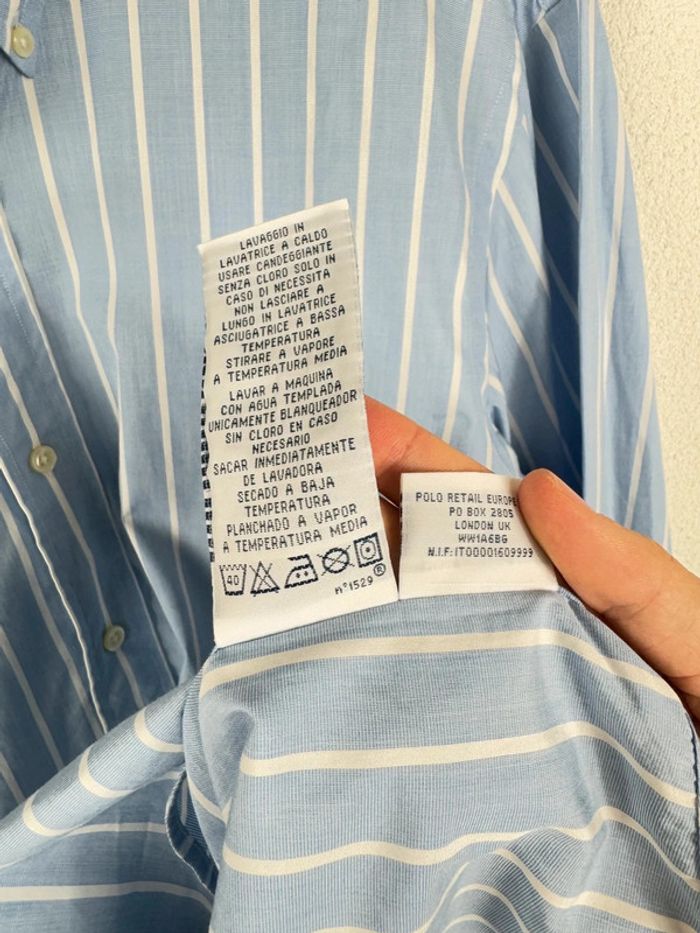 LAVAGGIO IN
LAVATRICE A CALDO
USARE CANDEGGIANTE
SENZA CLORO SOLO IN
CASO DI NECESSITA
NON LASCIARE A
LUNGO IN LAVATRICE
ASCIUGATRICE A BASSA
TEMPERATURA
STIRARE A VAPORE
A TEMPERATURA MEDIA
LAVAR A MAQUINA
CON AGUA TEMPLADA
UNICAMENTE BLANQUEADOR
SIN CLORO EN CASO
NECESARIO
SACAR INMEDIATAMENTE
DE LAVADORA
SECADO A BAJA
TEMPERATURA
PLANCHADO A VAPOR
A TEMPERATURA MEDIA
40
N°1529 ®
POLO RETAIL EUROPE
PO BOX 2805
LONDON UK
WW1A6BG
N.I.F:IT00001609999